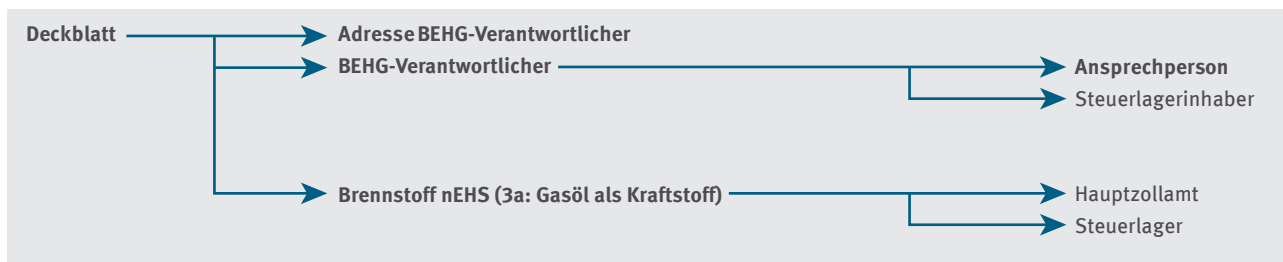 Deckblatt
Adresse BEHG-Verantwortlicher
BEHG-Verantwortlicher
Ansprechperson
Steuerlagerinhaber
Brennstoff nEHS (3a: Gasöl als Kraftstoff)
Hauptzollamt
Steuerlager